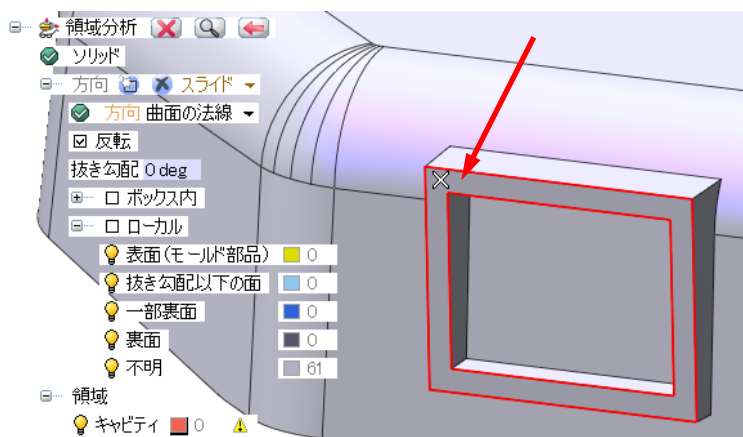 領域分析
ソリッド
方向 スライド
方向 曲面の法線
反転
抜き勾配 0 deg
ボックス内
ローカル
表面(モールド部品) 0
抜き勾配以下の面 0
一部裏面 0
裏面 0
不明 61
領域
キャビティ 0